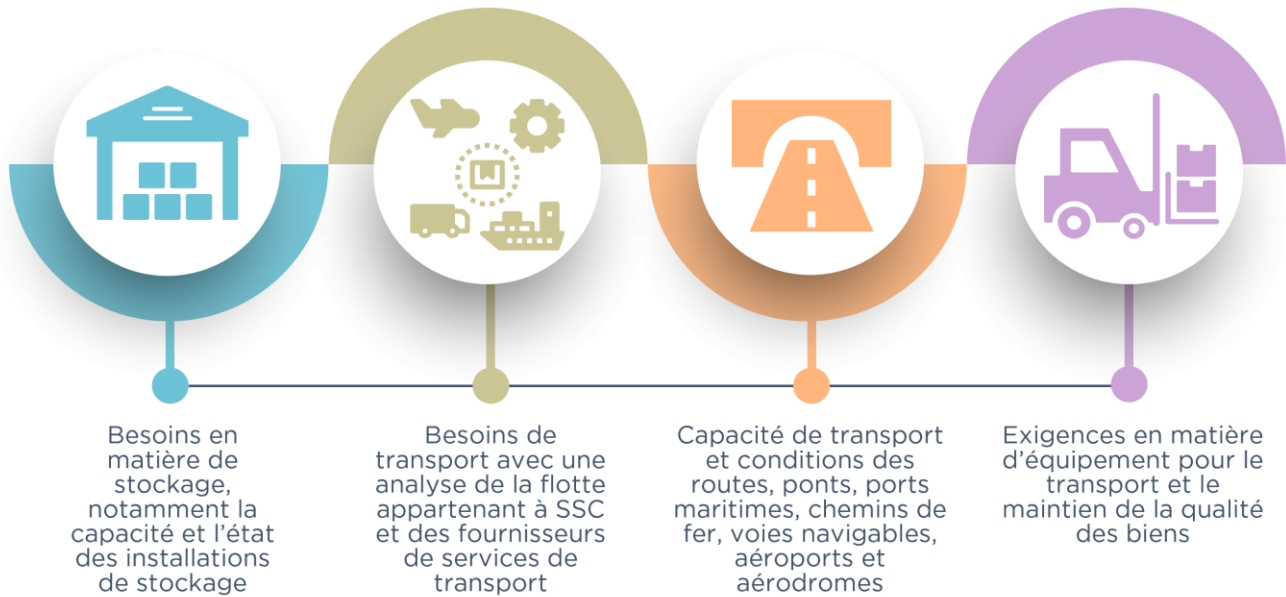 Besoins en
matière de
stockage,
notamment la
capacité et l’état
des installations
de stockage
Besoins de
transport avec une
analyse de la flotte
appartenant à SSC
et des fournisseurs
de services de
transport
Capacité de transport
et conditions des
routes, ponts, ports
maritimes, chemins de
fer, voies navigables,
aéroports et
aérodromes
Exigences en matière
d’équipement pour le
transport et le
maintien de la qualité
des biens